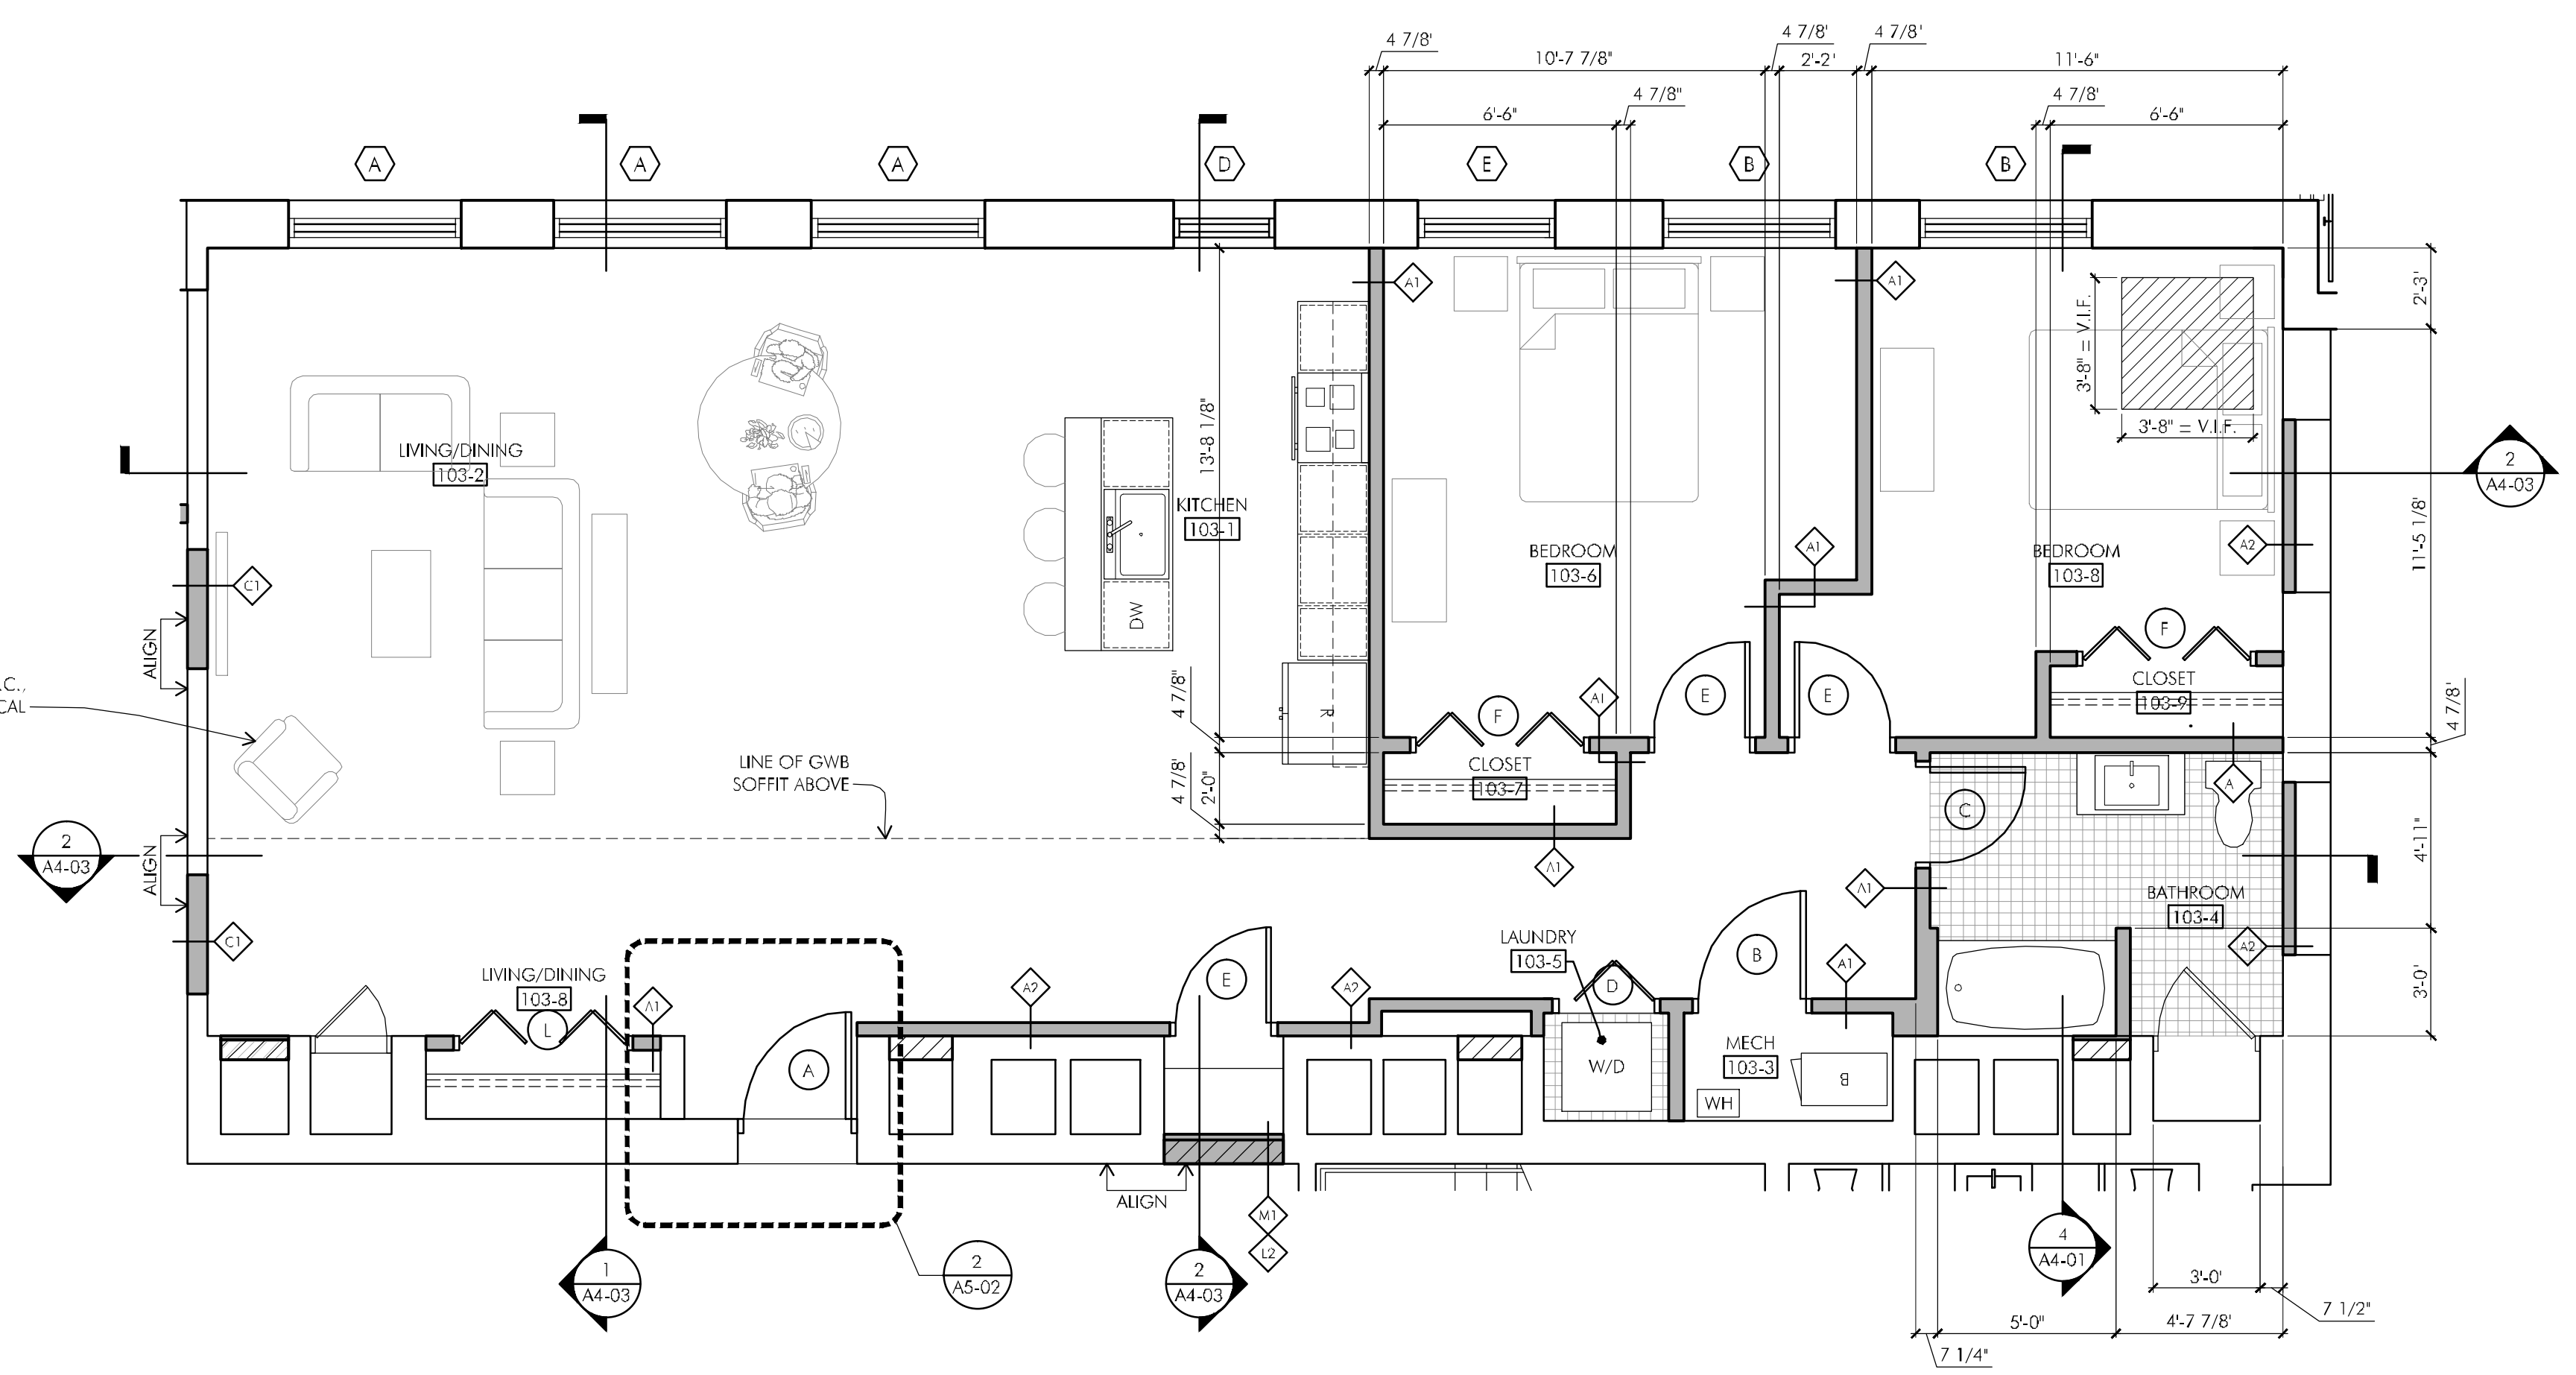 4 7/8'
10'-7 7/8"
4 7/8'
2'-2'
4 7/8'
11'-6"
6'-6"
4 7/8"
4 7/8'
6'-6"
A
A
A
D
E
B
B
A1
A1
2'-3'
3'-8" = V.I.F.
3'-8" = V.I.F.
13'-8 1/8"
LIVING/DINING
103-2
2
A4-03
KITCHEN
103-1
11'-5 1/8'
BEDROOM
103-6
A1
BEDROOM
103-8
A2
C1
DW
ALIGN
F
.C.,
CAL
4 7/8"
R
F
A1
E
E
CLOSET
103-9
4 7/8'
LINE OF GWB
SOFFIT ABOVE
4 7/8'
2'-0"
CLOSET
103-7
A
C
2
A4-03
ALIGN
A1
A1
4'-11"
BATHROOM
103-4
C1
LAUNDRY
103-5
B
A1
A2
LIVING/DINING
103-8
A1
A2
E
A2
D
3'-0'
L
A
W/D
MECH
103-3
B
WH
ALIGN
M1
L2
1
A4-03
2
A5-02
2
A4-03
4
A4-01
3'-0'
7 1/2"
5'-0"
4'-7 7/8'
7 1/4"